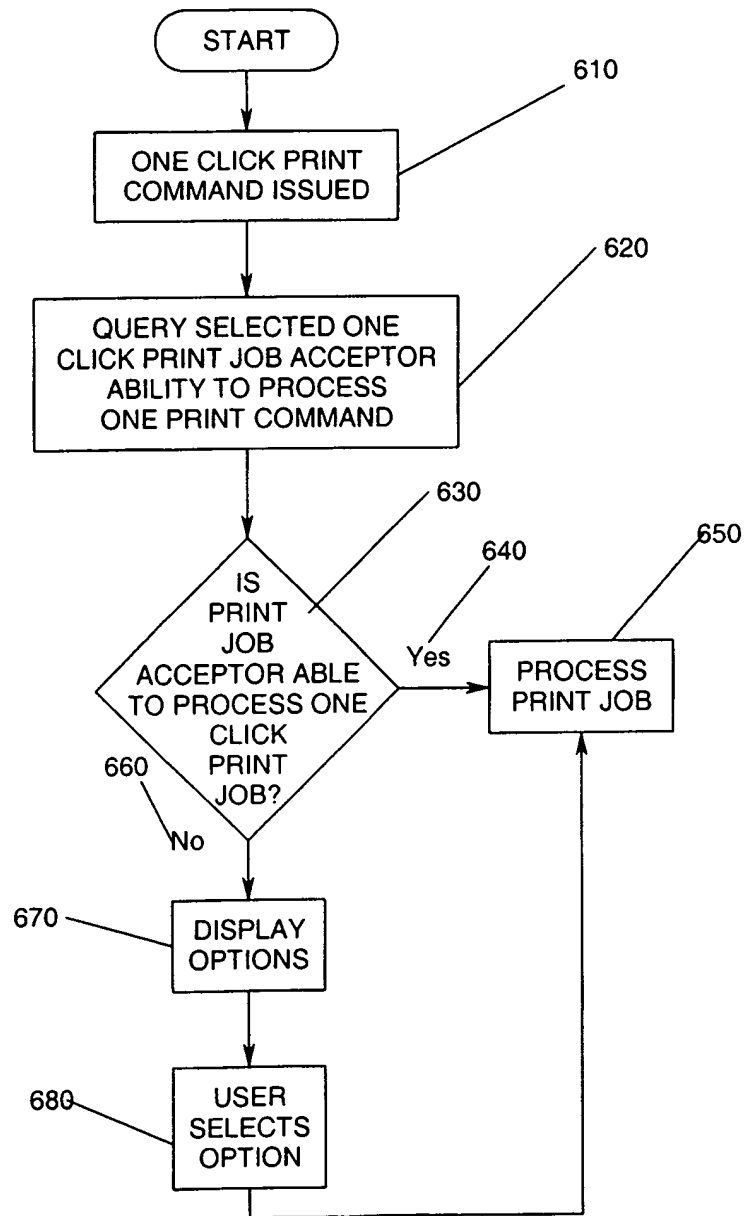 START
610
ONE CLICK PRINT
COMMAND ISSUED
620
QUERY SELECTED ONE
CLICK PRINT JOB ACCEPTOR
ABILITY TO PROCESS
ONE PRINT COMMAND
630
640
650
IS
PRINT
JOB
ACCEPTOR ABLE
TO PROCESS ONE
CLICK
PRINT
JOB?
Yes
PROCESS
PRINT JOB
660
No
670
DISPLAY
OPTIONS
680
USER
SELECTS
OPTION